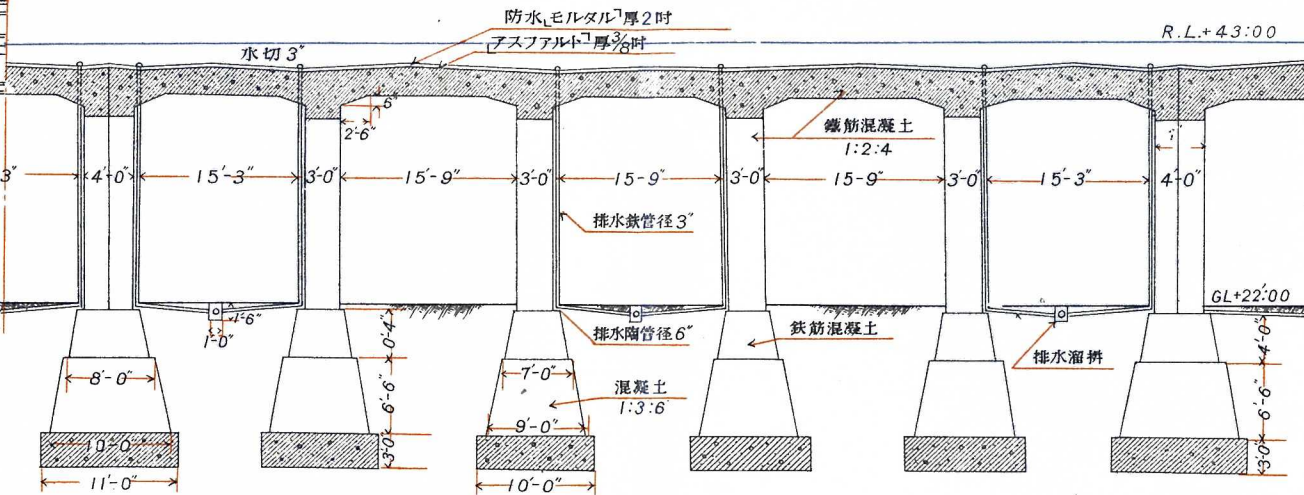 防水「モルタル」厚2吋
「アスファルト」厚3/8吋
水切3"
R.L.+43:00
6"
2'-6"
鐵筋混凝土
1:2:4
3"
4'-0"
15'-3"
3'-0"
15'-9"
3'-0"
15-9"
3'-0"
15-9"
3'-0"
15'-3"
4'-0"
排水鉄管径3"
GL+22'.00
1'-6"
1'-0"
排水陶管径6"
鉄筋混凝土
排水溜桝
0'-4"
4'-0"
8'-0"
7'-0"
混凝土
1:3:6
6'-6"
6'-6"
9'-0"
10'-0
3'-0"
3'-0"
11'-0"
10'-0"